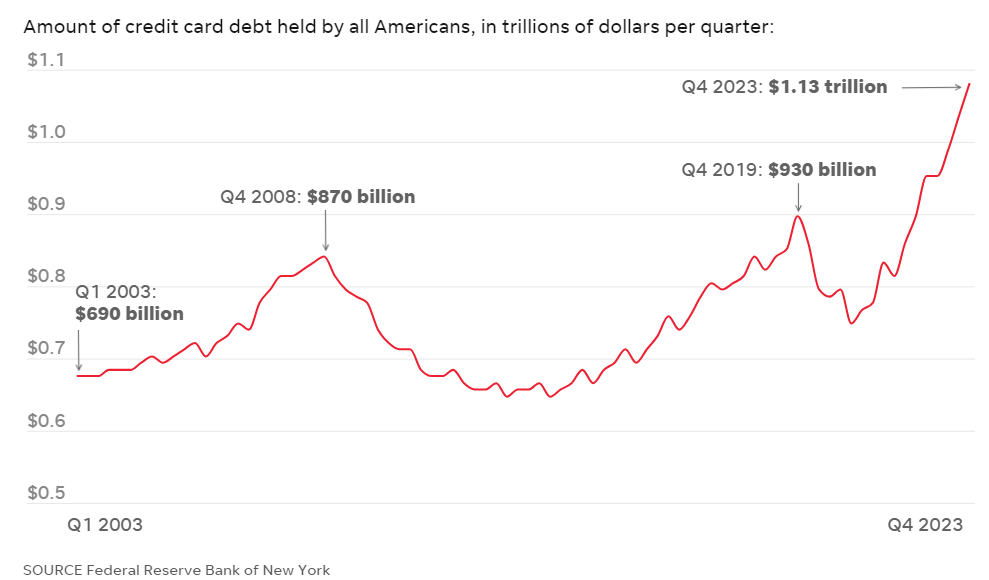 Amount of credit card debt held by all Americans, in trillions of dollars per quarter:
$1.1
Q4 2023: $1.13 trillion
$1.0
Q4 2019: $930 billion
Q4 2008: $870 billion
$0.9
$0.8
Q1 2003:
$690 billion
$0.7
$0.6
$0.5
Q1 2003
Q4 2023
SOURCE Federal Reserve Bank of New York